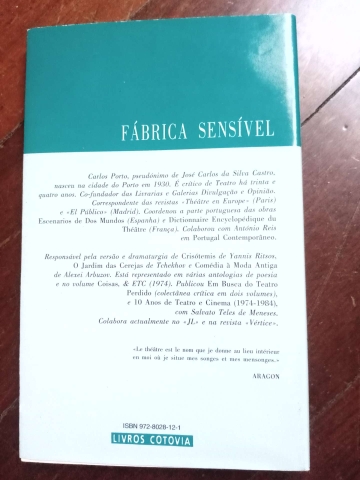 FÁBRICA SENSÍVEL
Carlos Porto, pseudónimo de José Carlos da Silva Castro,
nasceu na cidade do Porto em 1930. É crítico de Teatro há trinta e
quatro anos. Co-fundador das Livrarias e Galerias Divulgação e Opinião.
Correspondente das revistas «Théâtre en Europe» (Paris)
e «El Público» (Madrid). Coordenou a parte portuguesa das obras
Escenarios de Dos Mundos (Espanha) e Dictionnaire Encyclopédique du
Théâtre (França). Colaborou com António Reis
em Portugal Contemporâneo.
Responsável pela versão e dramaturgia de Crisótemis de Yannis Ritsos,
O Jardim das Cerejas de Tchekhov e Comédia à Moda Antiga
de Alexei Arbuzov. Está representado em várias antologias de poesia
e no volume Coisas, & ETC (1974). Publicou Em Busca do Teatro
Perdido (colectânea crítica em dois volumes),
e 10 Anos de Teatro e Cinema (1974-1984),
com Salvato Teles de Meneses.
Colabora actualmente no «JL» e na revista «Vértice».
«Le théâtre est le nom que je donne au lieu intérieur
en moi où je situe mes songes et mes mensonges.»
ARAGON
ISBN 972-8028-12-1
LIVROS COTOVIA